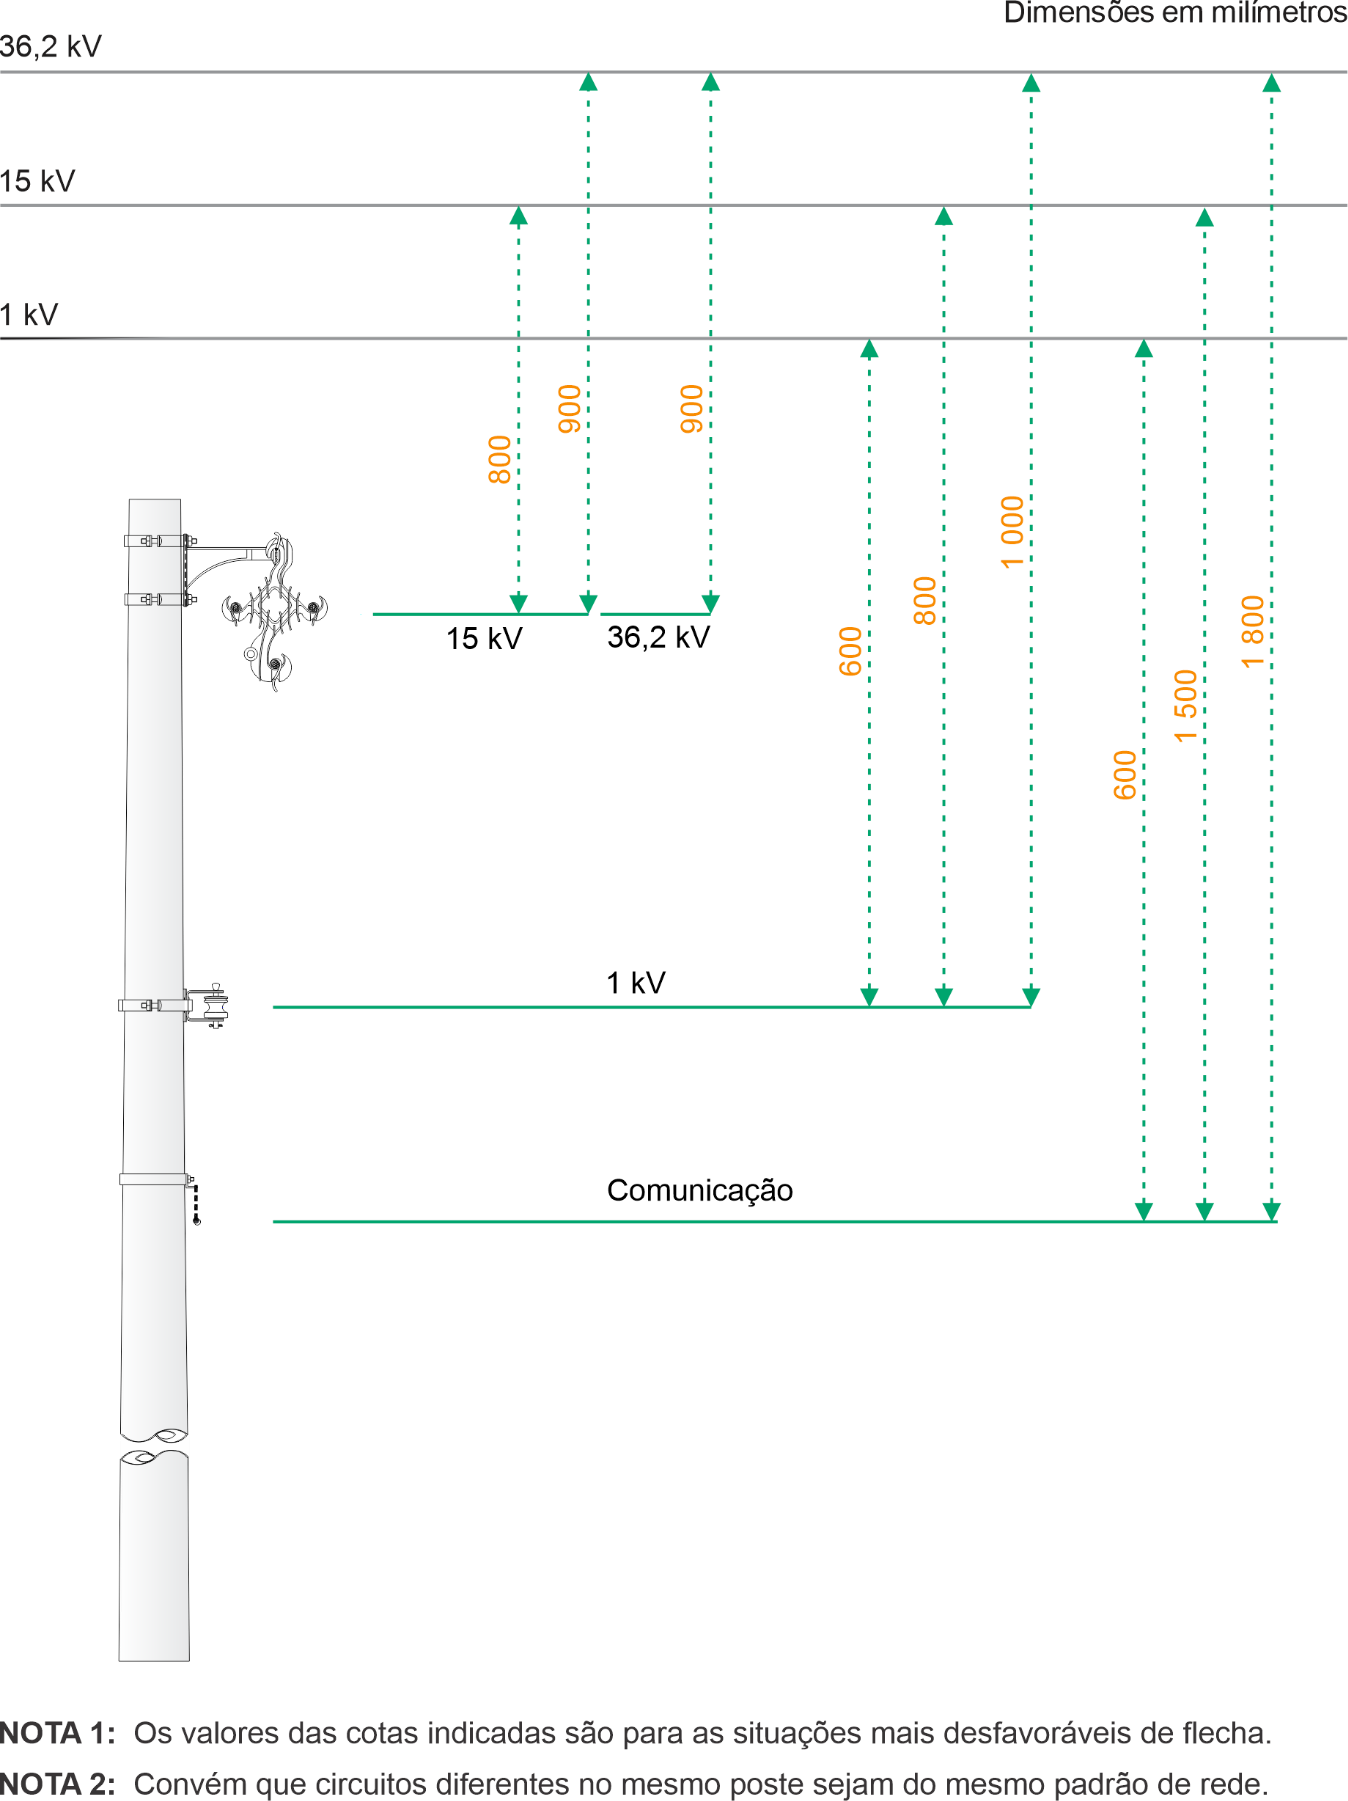 Dimensões em milímetros
36,2 kV
15 kV
1 kV
900
900
800
1 000
800
1 800
600
15 kV
36,2 kV
1 500
600
1 kV
Comunicação
NOTA 1: Os valores das cotas indicadas são para as situações mais desfavoráveis de flecha.
NOTA 2: Convém que circuitos diferentes no mesmo poste sejam do mesmo padrão de rede.